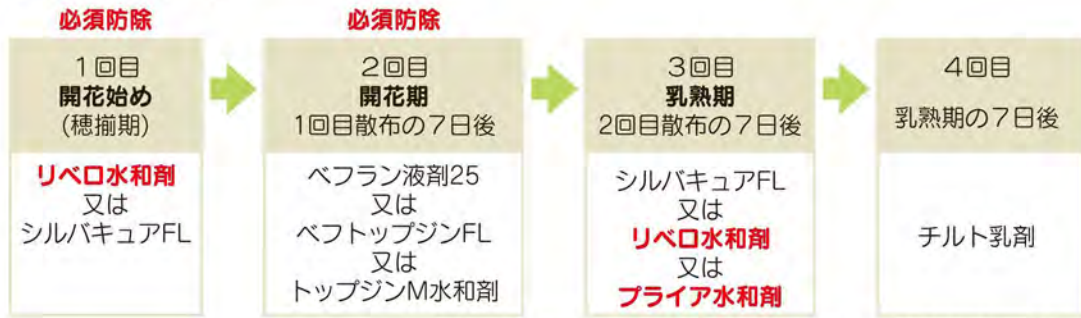 必須防除
1回目
開花始め
(穂揃期)
リベロ水和剤
又は
シルバキュアFL
必須防除
2回目
開花期
1回目散布の7日後
ベフラン液剤25
又は
ベフトップジンFL
又は
トップジンM水和剤
3回目
乳熟期
2回目散布の7日後
シルバキュアFL
又は
リベロ水和剤
又は
プライア水和剤
4回目
乳熟期の7日後
チルト乳剤